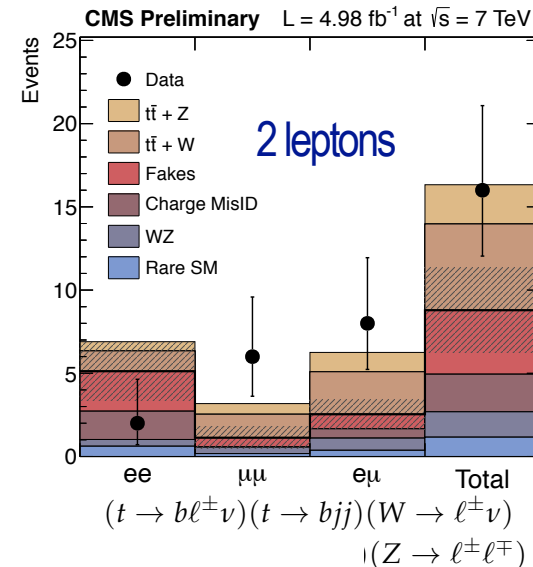 CMS Preliminary L = 4.98 fb⁻¹ at √s = 7 TeV
Events
25
20
15
10
5
0
Data
tt̄ + Z
tt̄ + W
Fakes
Charge MisID
WZ
Rare SM
2 leptons
ee μμ eμ Total
(t → bℓ±ν)(t → bjj)(W → ℓ±ν)
)(Z → ℓ±ℓ∓)